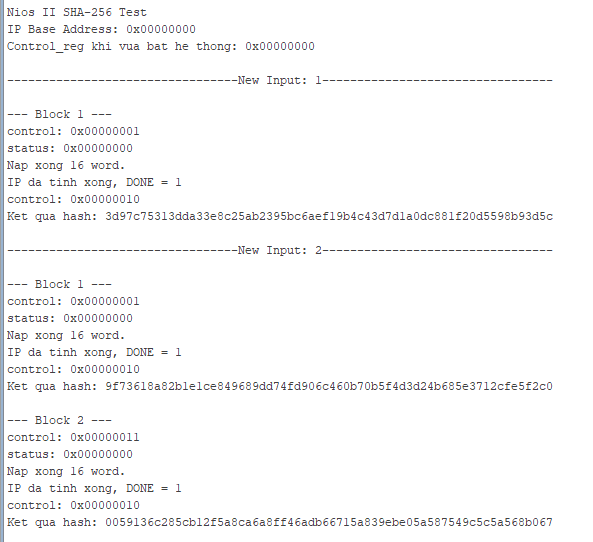 Nios II SHA-256 Test
IP Base Address: 0x00000000
Control_reg khi vua bat he thong: 0x00000000
---------------------------------New Input: 1---------------------------------
--- Block 1 ---
control: 0x00000001
status: 0x00000000
Nap xong 16 word.
IP da tinh xong, DONE = 1
control: 0x00000010
Ket qua hash: 3d97c75313dda33e8c25ab2395bc6aef19b4c43d7d1a0dc881f20d5598b93d5c
---------------------------------New Input: 2---------------------------------
--- Block 1 ---
control: 0x00000001
status: 0x00000000
Nap xong 16 word.
IP da tinh xong, DONE = 1
control: 0x00000010
Ket qua hash: 9f73618a82b1e1ce849689dd74fd906c460b70b5f4d3d24b685e3712cfe5f2c0
--- Block 2 ---
control: 0x00000011
status: 0x00000000
Nap xong 16 word.
IP da tinh xong, DONE = 1
control: 0x00000010
Ket qua hash: 0059136c285cb12f5a8ca6a8ff46adb66715a839ebe05a587549c5c5a568b067